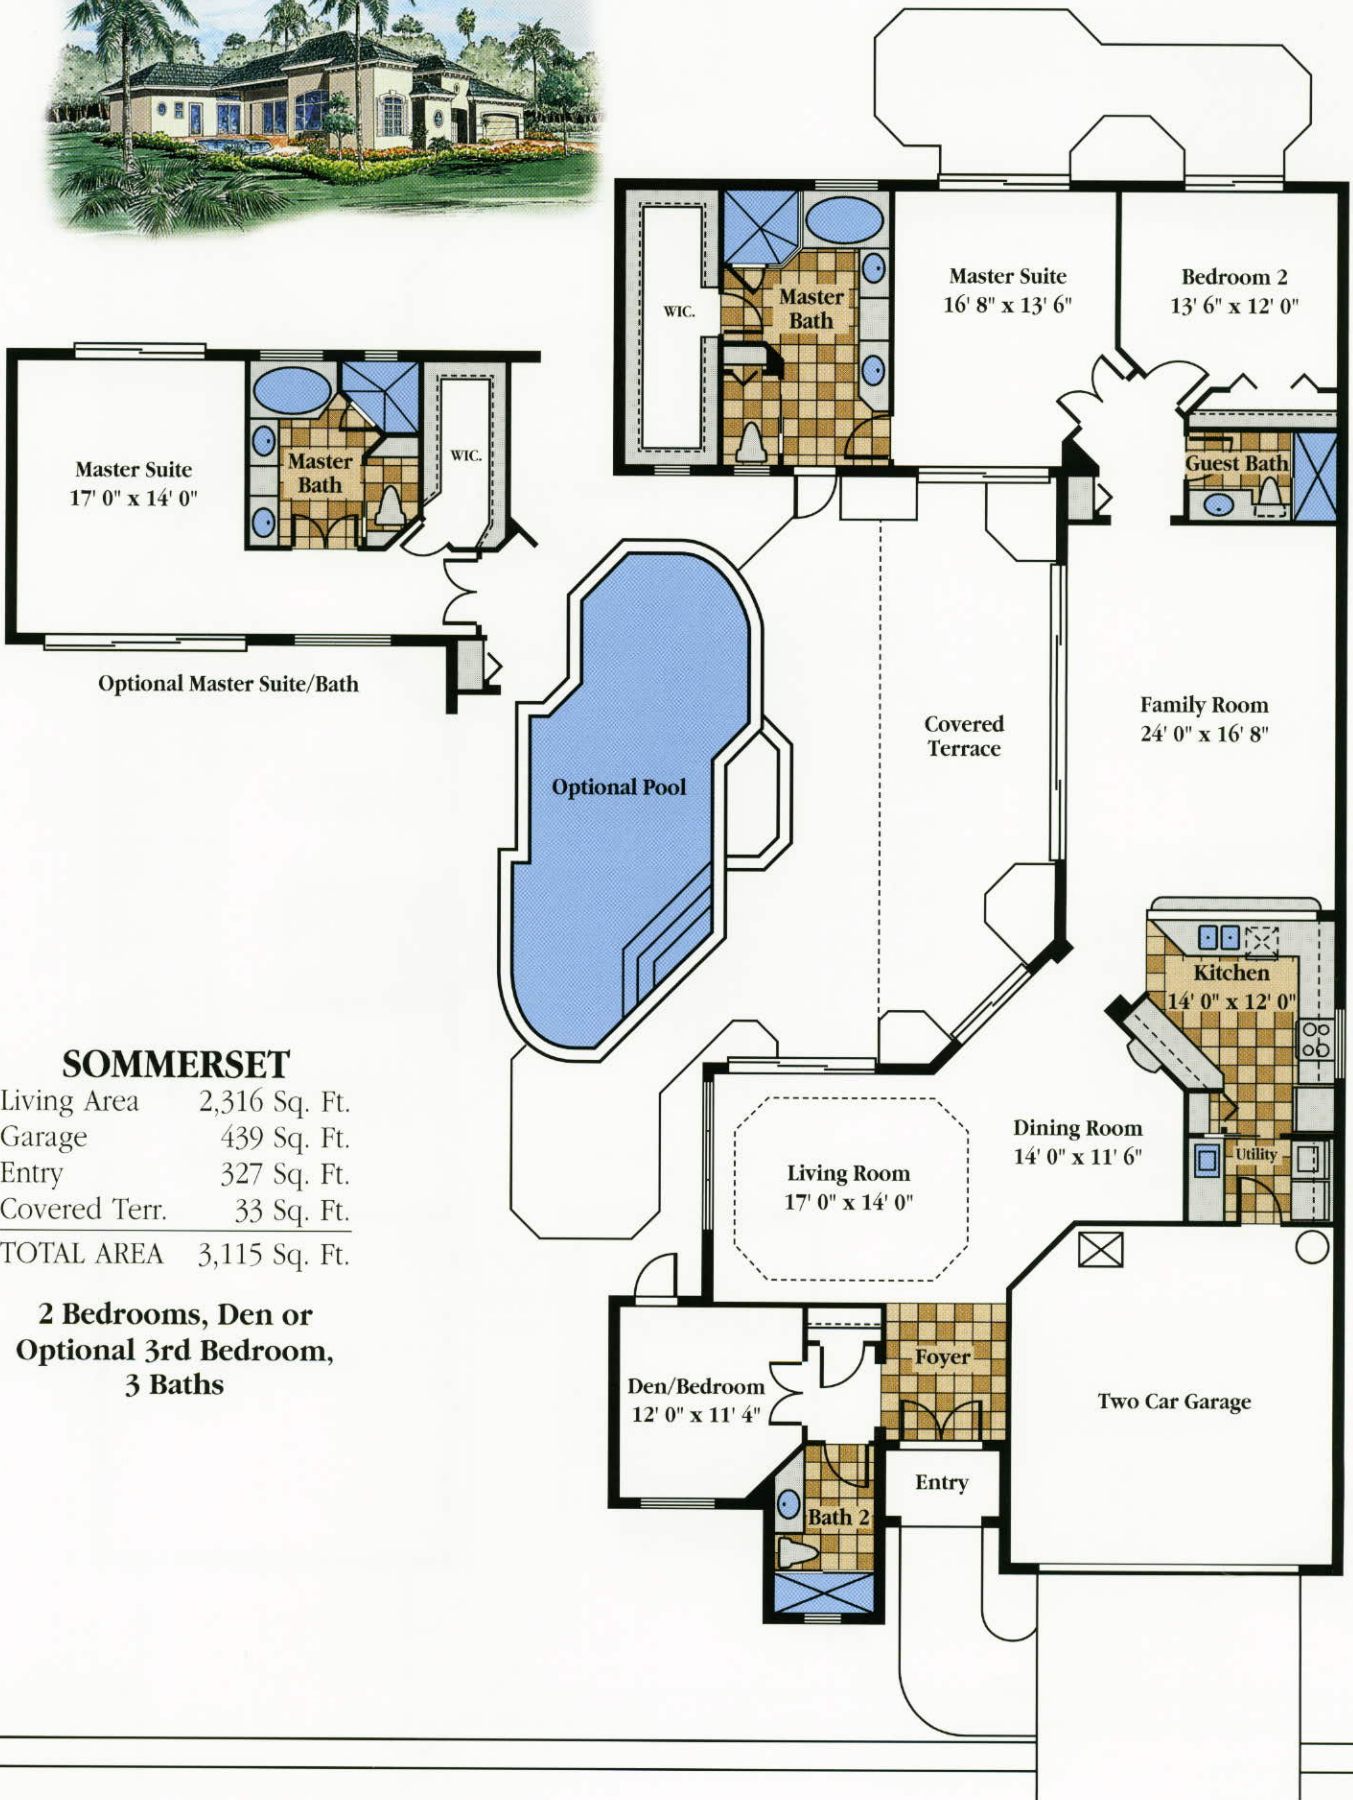 Master Suite
16' 8" x 13' 6"
Bedroom 2
13' 6" x 12' 0"
WIC.
Master
Bath
Guest Bath
Master Suite
17' 0" x 14' 0"
Master
Bath
WIC.
Optional Master Suite/Bath
Optional Pool
Covered
Terrace
Family Room
24' 0" x 16' 8"
Kitchen
14' 0" x 12' 0"
Dining Room
14' 0" x 11' 6"
Utility
Living Room
17' 0" x 14' 0"
SOMMERSET
Living Area 2,316 Sq. Ft.
Garage 439 Sq. Ft.
Entry 327 Sq. Ft.
Covered Terr. 33 Sq. Ft.
TOTAL AREA 3,115 Sq. Ft.
2 Bedrooms, Den or
Optional 3rd Bedroom,
3 Baths
Foyer
Den/Bedroom
12' 0" x 11' 4"
Two Car Garage
Entry
Bath 2